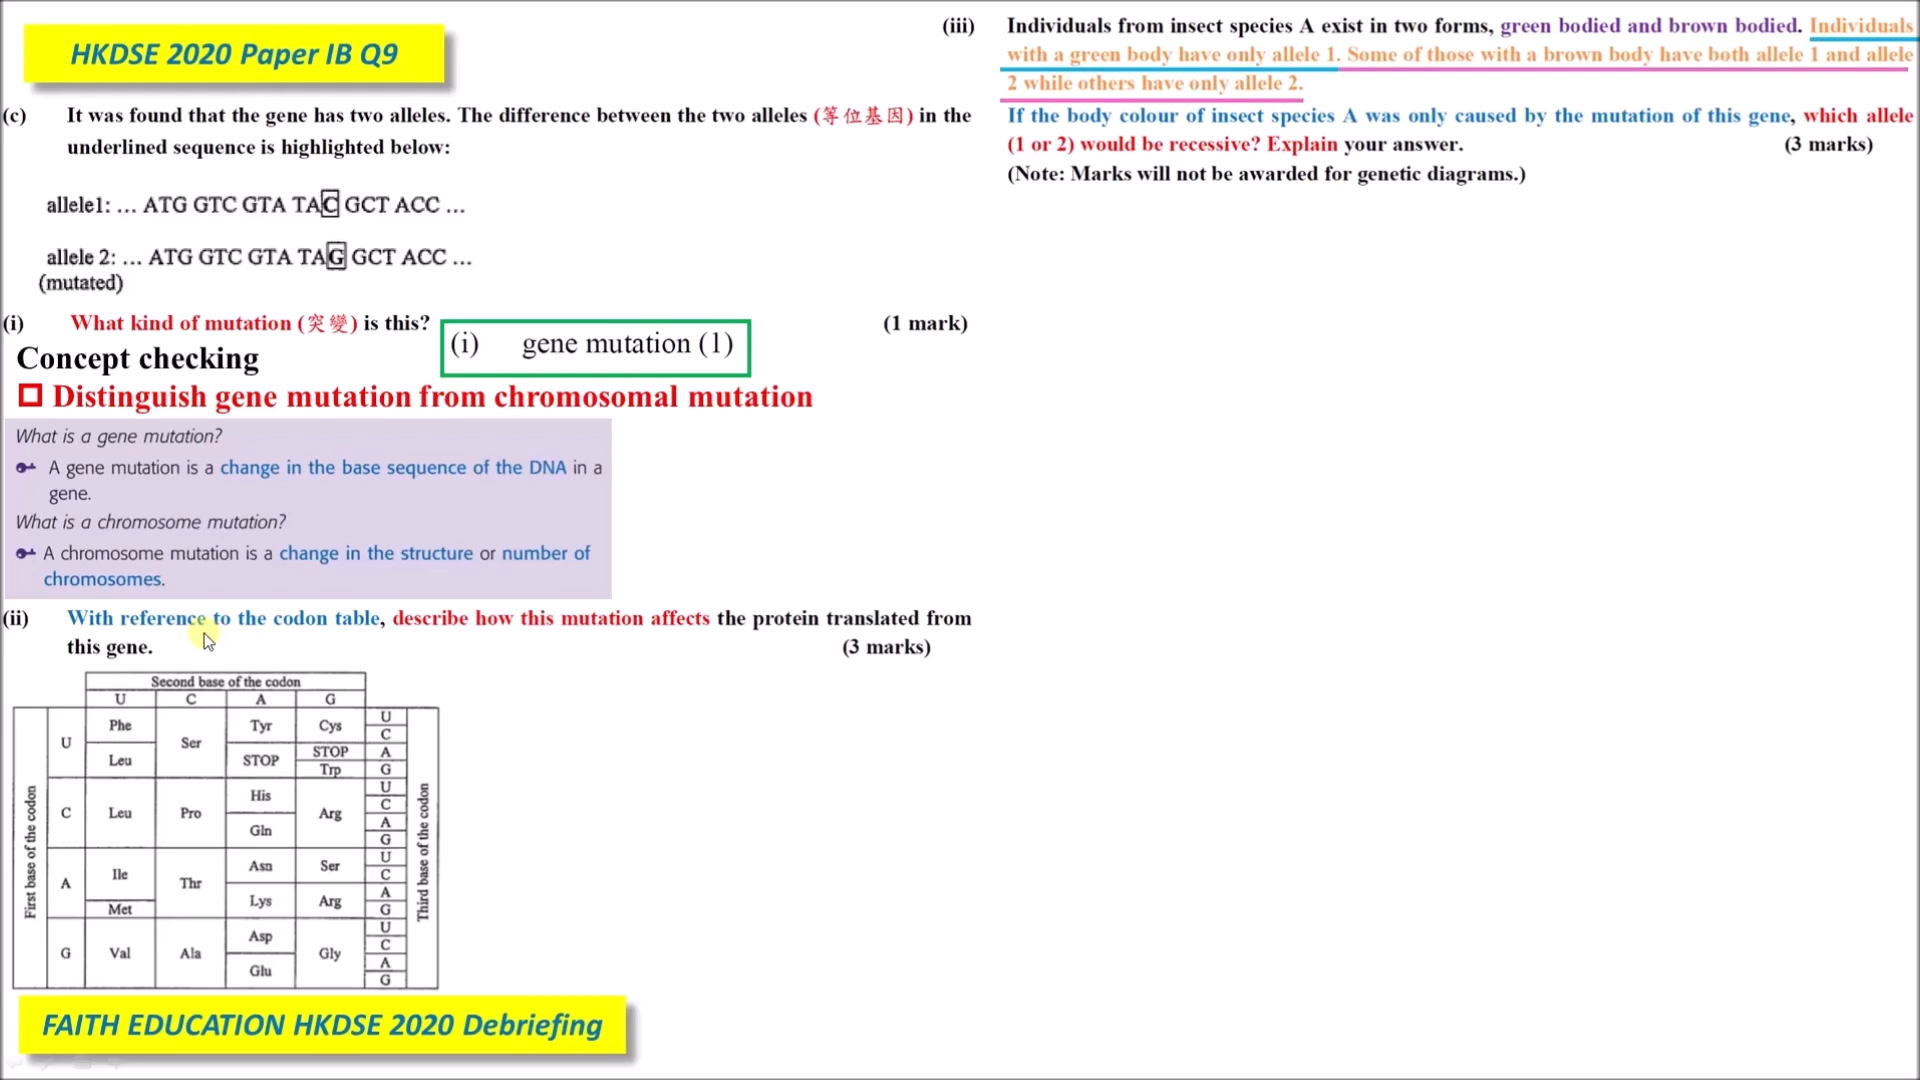 HKDSE 2020 Paper IB Q9
(c) It was found that the gene has two alleles. The difference between the two alleles (等位基因) in the
underlined sequence is highlighted below:
allele1: ... ATG GTC GTA TAC GCT ACC ...
allele 2: ... ATG GTC GTA TAG GCT ACC ...
(mutated)
(i) What kind of mutation (突變) is this? (1 mark)
(i) gene mutation (1)
Concept checking
Distinguish gene mutation from chromosomal mutation
What is a gene mutation?
A gene mutation is a change in the base sequence of the DNA in a
gene.
What is a chromosome mutation?
A chromosome mutation is a change in the structure or number of
chromosomes.
(ii) With reference to the codon table, describe how this mutation affects the protein translated from
this gene. (3 marks)
Second base of the codon
U C A G
First base of the codon
Third base of the codon
Phe Tyr Cys U
C
U Ser
Leu STOP STOP A
Trp G
His U
C
C Leu Pro Arg
Gln A
G
Ile Asn Ser U
C
A Thr
Lys Arg A
Met G
Asp U
C
G Val Ala Gly
Glu A
G
FAITH EDUCATION HKDSE 2020 Debriefing
(iii) Individuals from insect species A exist in two forms, green bodied and brown bodied. Individuals
with a green body have only allele 1. Some of those with a brown body have both allele 1 and allele
2 while others have only allele 2.
If the body colour of insect species A was only caused by the mutation of this gene, which allele
(1 or 2) would be recessive? Explain your answer. (3 marks)
(Note: Marks will not be awarded for genetic diagrams.)